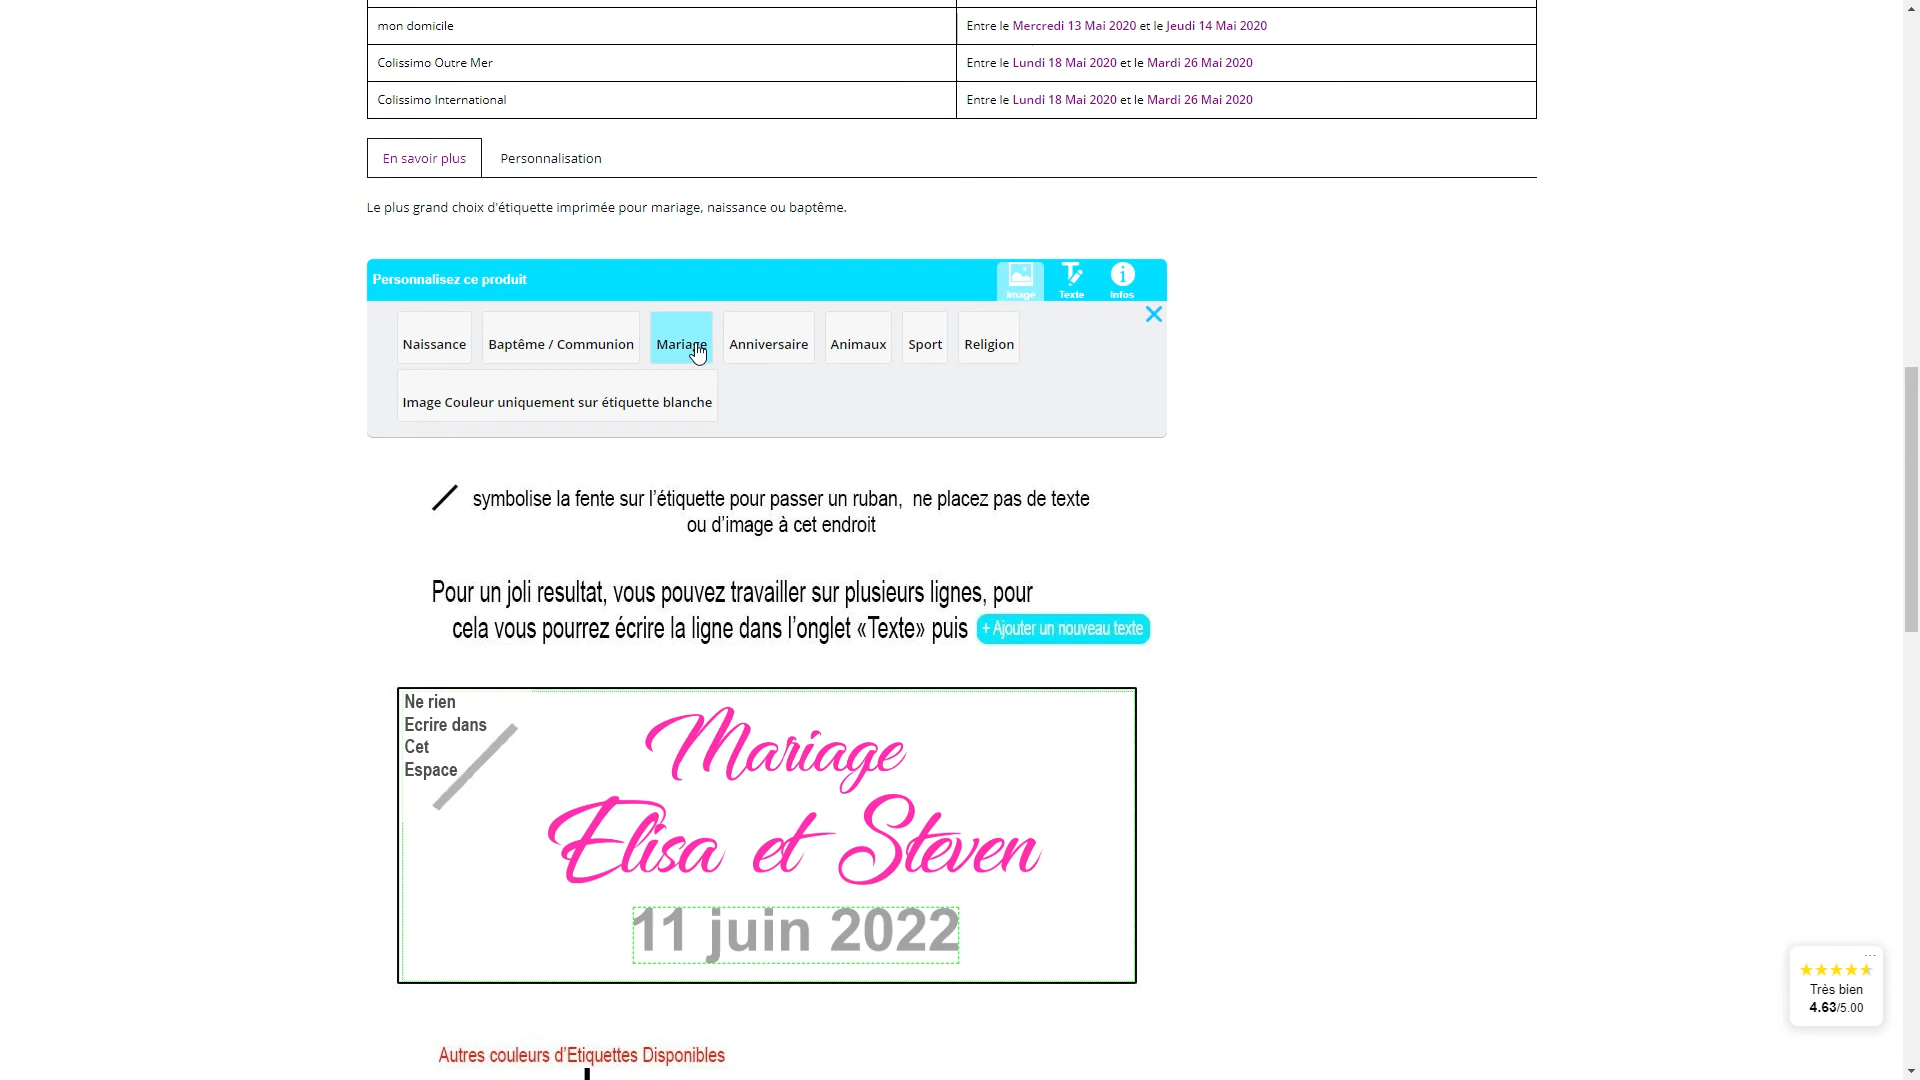 mon domicile Entre le Mercredi 13 Mai 2020 et le Jeudi 14 Mai 2020
Colissimo Outre Mer Entre le Lundi 18 Mai 2020 et le Mardi 26 Mai 2020
Colissimo International Entre le Lundi 18 Mai 2020 et le Mardi 26 Mai 2020
En savoir plus Personnalisation
Le plus grand choix d'étiquette imprimée pour mariage, naissance ou baptême.
Personnalisez ce produit
Image Texte Infos
Naissance Baptême / Communion Mariage Anniversaire Animaux Sport Religion
Image Couleur uniquement sur étiquette blanche
symbolise la fente sur l'étiquette pour passer un ruban, ne placez pas de texte
ou d'image à cet endroit
Pour un joli resultat, vous pouvez travailler sur plusieurs lignes, pour
cela vous pourrez écrire la ligne dans l'onglet «Texte» puis + Ajouter un nouveau texte
Ne rien
Ecrire dans
Cet
Espace
Mariage
Elisa et Steven
11 juin 2022
Autres couleurs d'Etiquettes Disponibles
Très bien
4.63/5.00